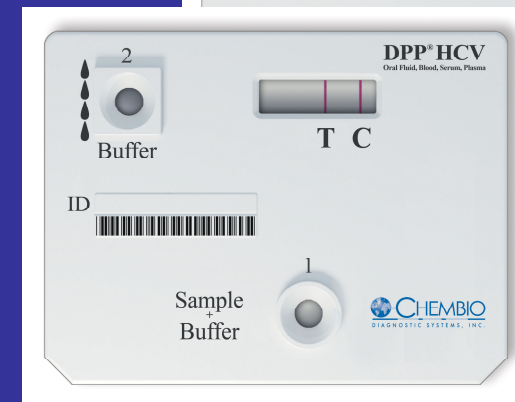 2
DPP® HCV
Oral Fluid, Blood, Serum, Plasma
T C
Buffer
ID
1
Sample
+
Buffer
CHEMBIO
DIAGNOSTIC SYSTEMS, INC.